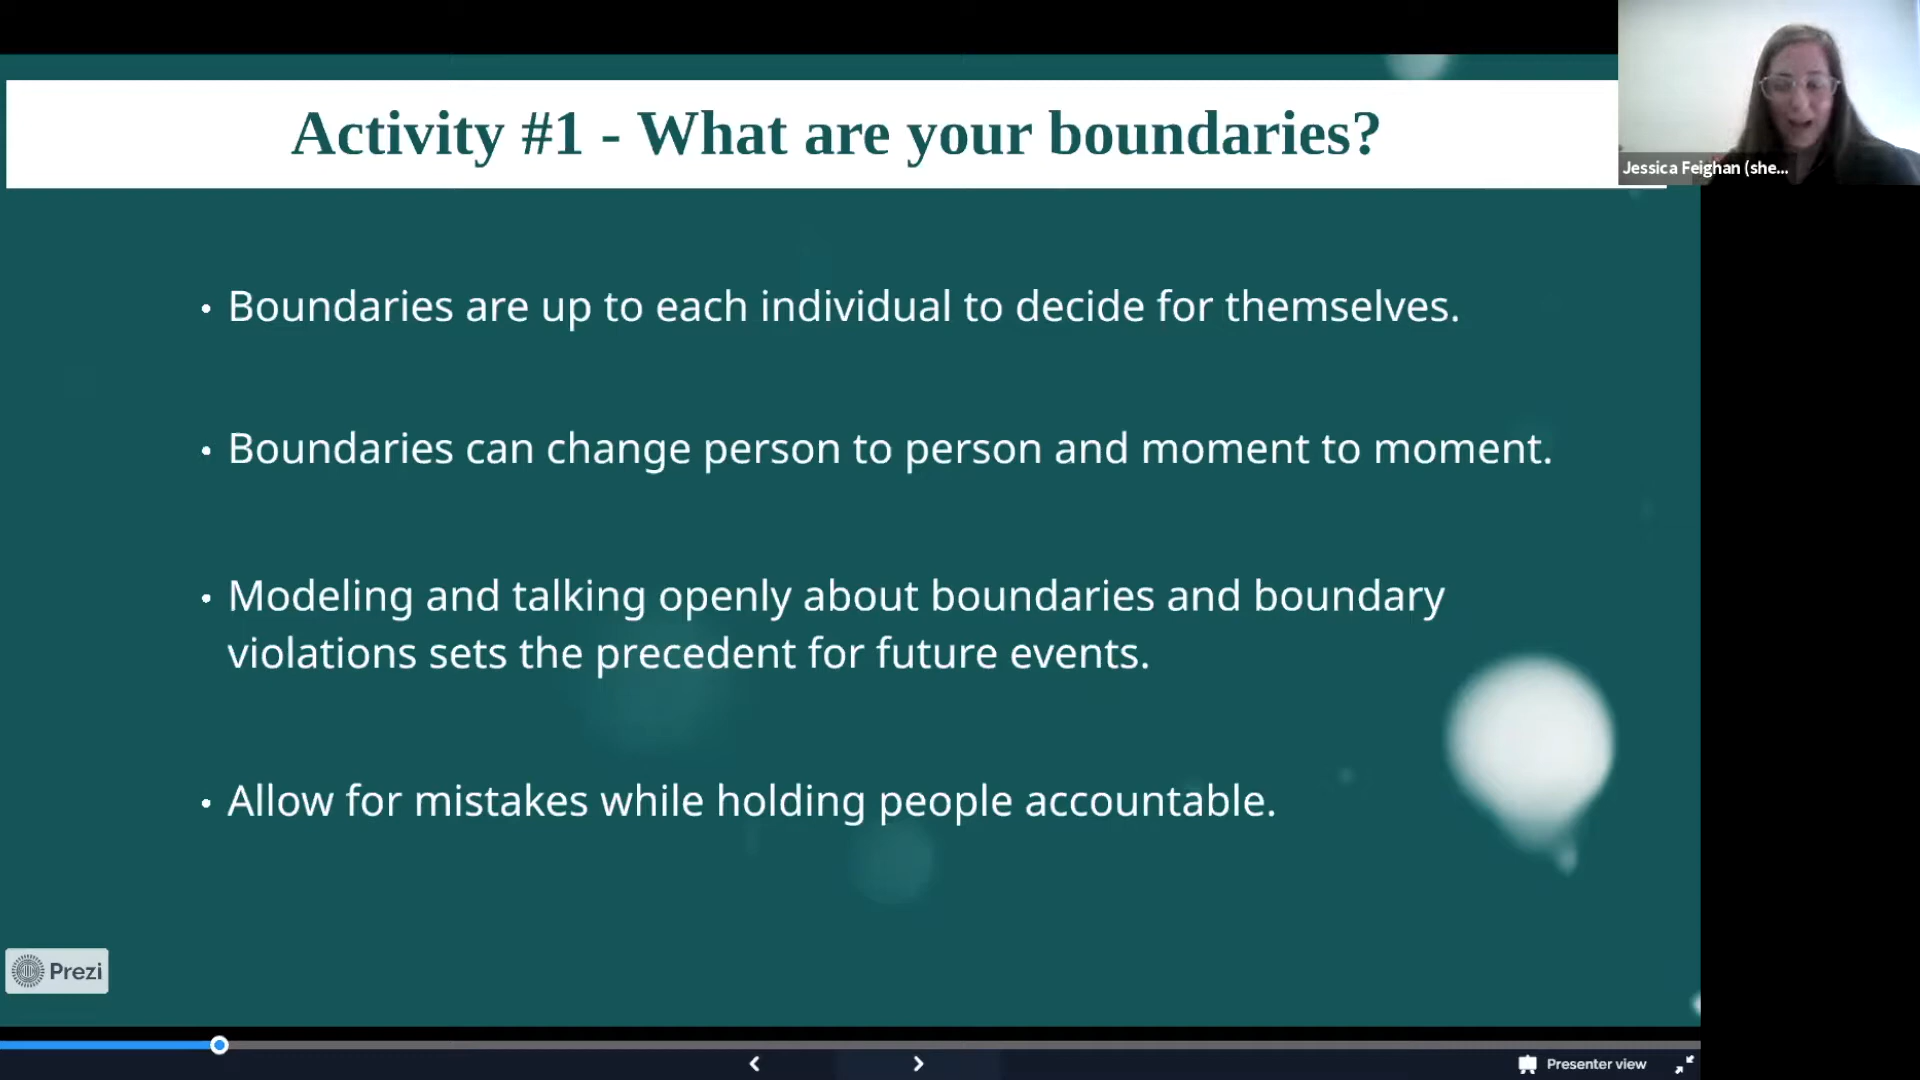 Activity #1 - What are your boundaries?
Jessica Feighan (she...
• Boundaries are up to each individual to decide for themselves.
• Boundaries can change person to person and moment to moment.
• Modeling and talking openly about boundaries and boundary
violations sets the precedent for future events.
• Allow for mistakes while holding people accountable.
Prezi
Presenter view